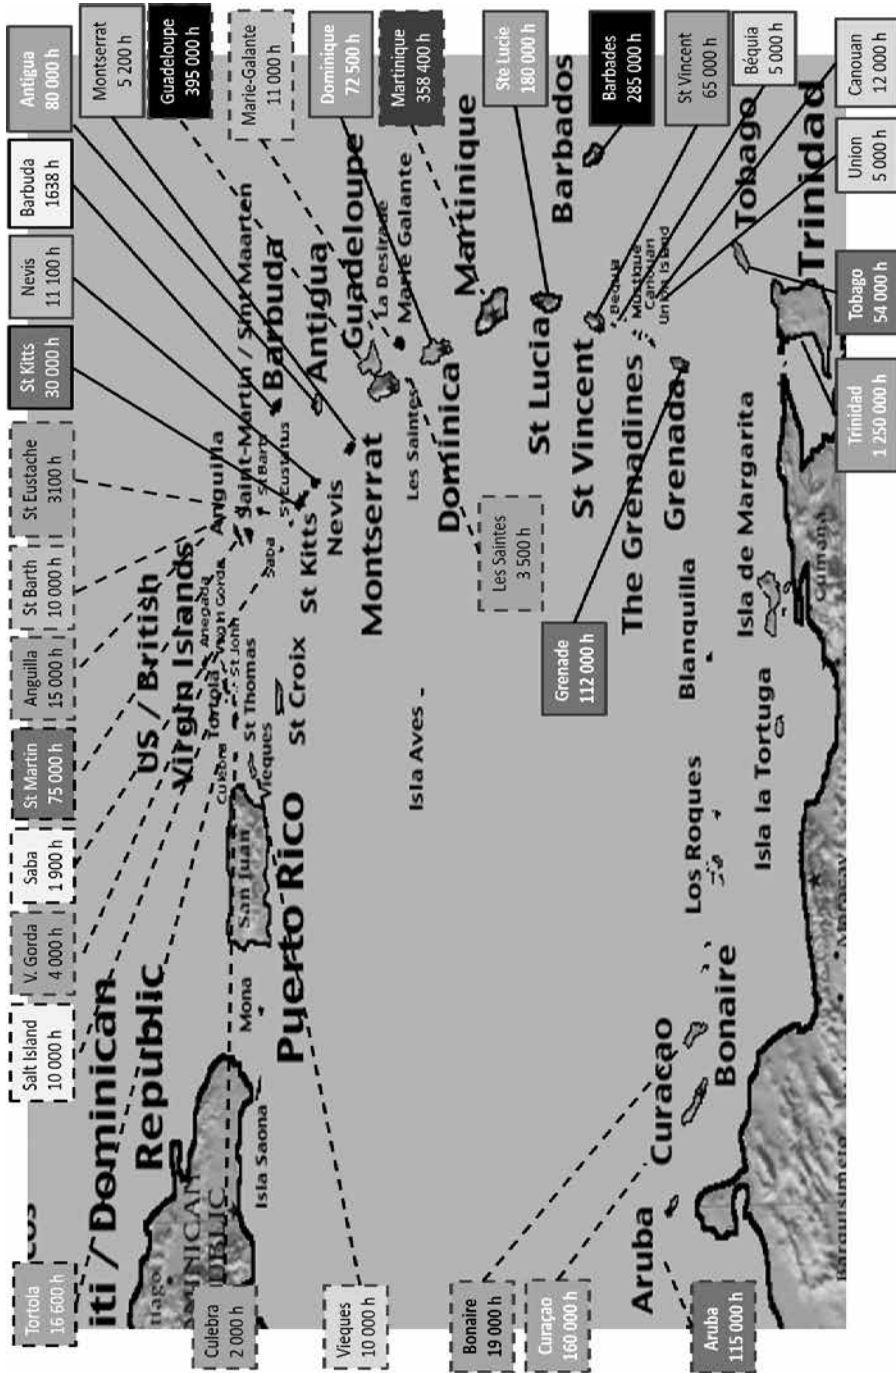 Tortola
16 600 h
Salt Island
10 000 h
V. Gorda
4 000 h
Saba
1 900 h
St Martin
75 000 h
Anguilla
15 000 h
St Barth
10 000 h
St Eustache
3100 h
St Kitts
30 000 h
Nevis
11 100 h
Barbuda
1638 h
Antigua
80 000 h
Montserrat
5 200 h
Guadeloupe
395 000 h
Marie-Galante
11 000 h
Dominique
72 500 h
Martinique
358 400 h
Ste Lucie
180 000 h
Barbades
285 000 h
St Vincent
65 000 h
Béquia
5 000 h
Canouan
12 000 h
Union
5 000 h
Tobago
54 000 h
Trinidad
1 250 000 h
Grenade
112 000 h
Les Saintes
3 500 h
Culebra
2 000 h
Vieques
10 000 h
Bonaire
19 000 h
Curaçao
160 000 h
Aruba
115 000 h
iti / Dominican
Republic
Isla Saona
Mona
San Juan
Puerto Rico
US / British
Virgin Islands
Anegada
Virgin Gorda
Tortola
St John
Culebra
St Thomas
Vieques
St Croix
Anguilla
Saint-Martin / Sint Maarten
St Barth
St Eustatius
Saba
St Kitts
Nevis
Barbuda
Antigua
Montserrat
Guadeloupe
La Desirade
Marie Galante
Les Saintes
Dominica
Martinique
St Lucia
Barbados
St Vincent
Bequia
Mustique
Canouan
Union Island
The Grenadines
Grenada
Tobago
Trinidad
Isla Aves
Blanquilla
Isla de Margarita
Cumana
Los Roques
Isla la Tortuga
Bonaire
Curaçao
Aruba
Maracay
Barquisimeto